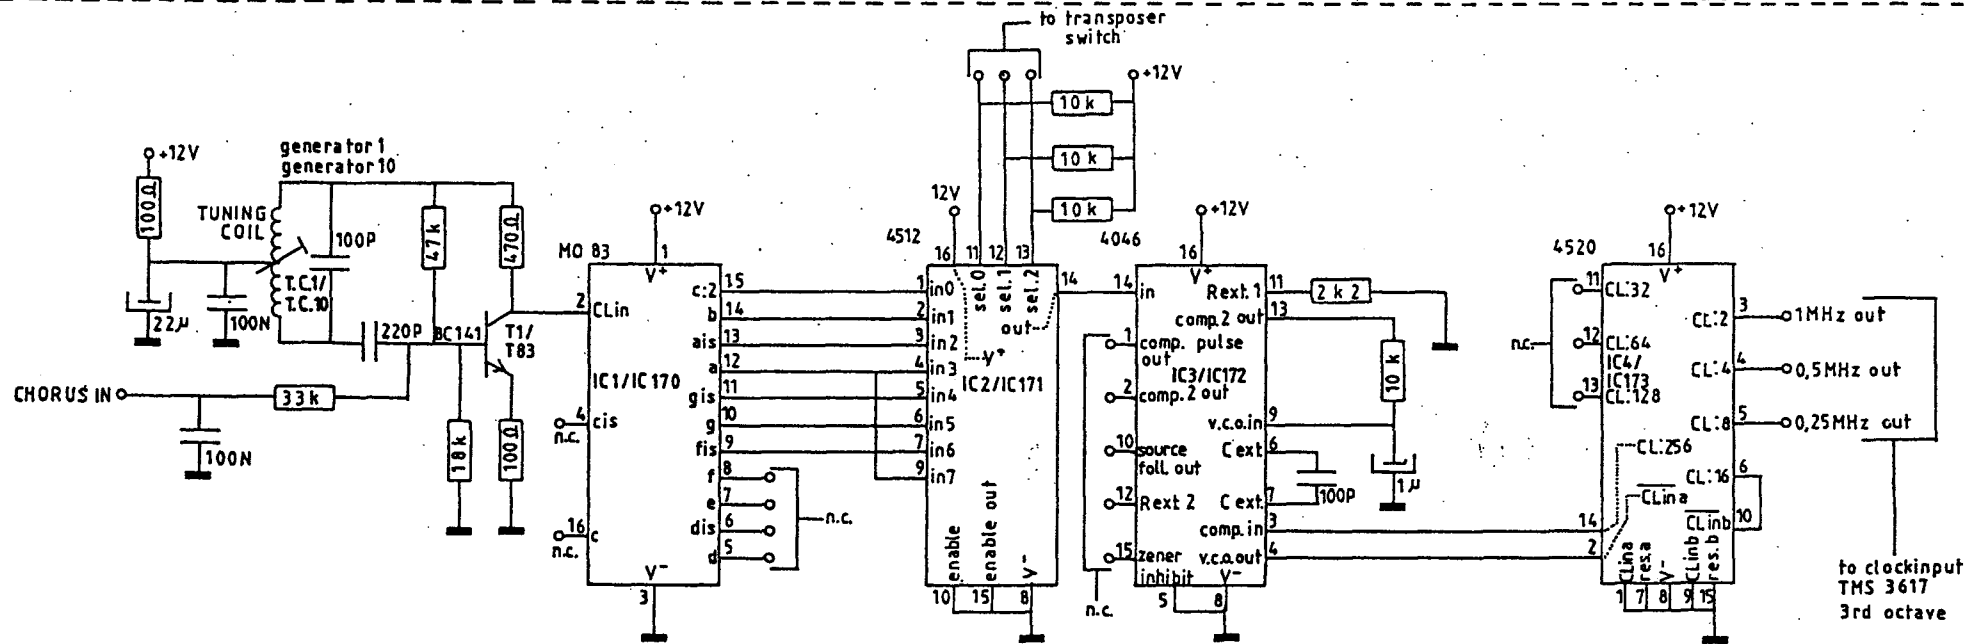 to transposer
switch
+12V
10k
10k
10k
+12V
100Ω
22µ
100N
generator 1
generator 10
TUNING
COIL
T.C.1/
T.C.10
100P
47k
470Ω
220P
BC141
T1/
T83
CHORUS IN
33k
100N
18k
100Ω
+12V
MO 83
1
V+
2
CLin
IC1/IC170
4
cis
n.c.
16
c
n.c.
V-
3
c:2
15
b
14
ais
13
a
12
gis
11
g
10
fis
9
f
8
e
7
dis
6
d
5
n.c.
12V
4512
16
11
12
13
sel.0
sel.1
sel.2
14
out
V+
1
in0
2
in1
3
in2
4
in3
5
in4
6
in5
7
in6
9
in7
IC2/IC171
enable
enable out
V-
10
15
8
+12V
4046
16
V+
14
in
1
comp. pulse
out
IC3/IC172
2
comp.2 out
10
source
foll. out
12
Rext 2
15
zener
inhibit
n.c.
V-
5
8
Rext.1
11
2k2
comp.2 out
13
10k
v.c.o.in
9
C ext
6
C ext.
7
100P
1µ
comp.in
3
v.c.o.out
4
+12V
4520
16
V+
n.c.
11
CL:32
12
CL:64
IC4/
IC173
13
CL:128
CL:256
CLina
14
2
CL:2
3
1MHz out
CL:4
4
0,5MHz out
CL:8
5
0,25MHz out
CL:16
6
CLinb
10
CLina
res.a
V-
CLinb
res.b
1
7
8
9
15
to clockinput
TMS 3617
3rd octave